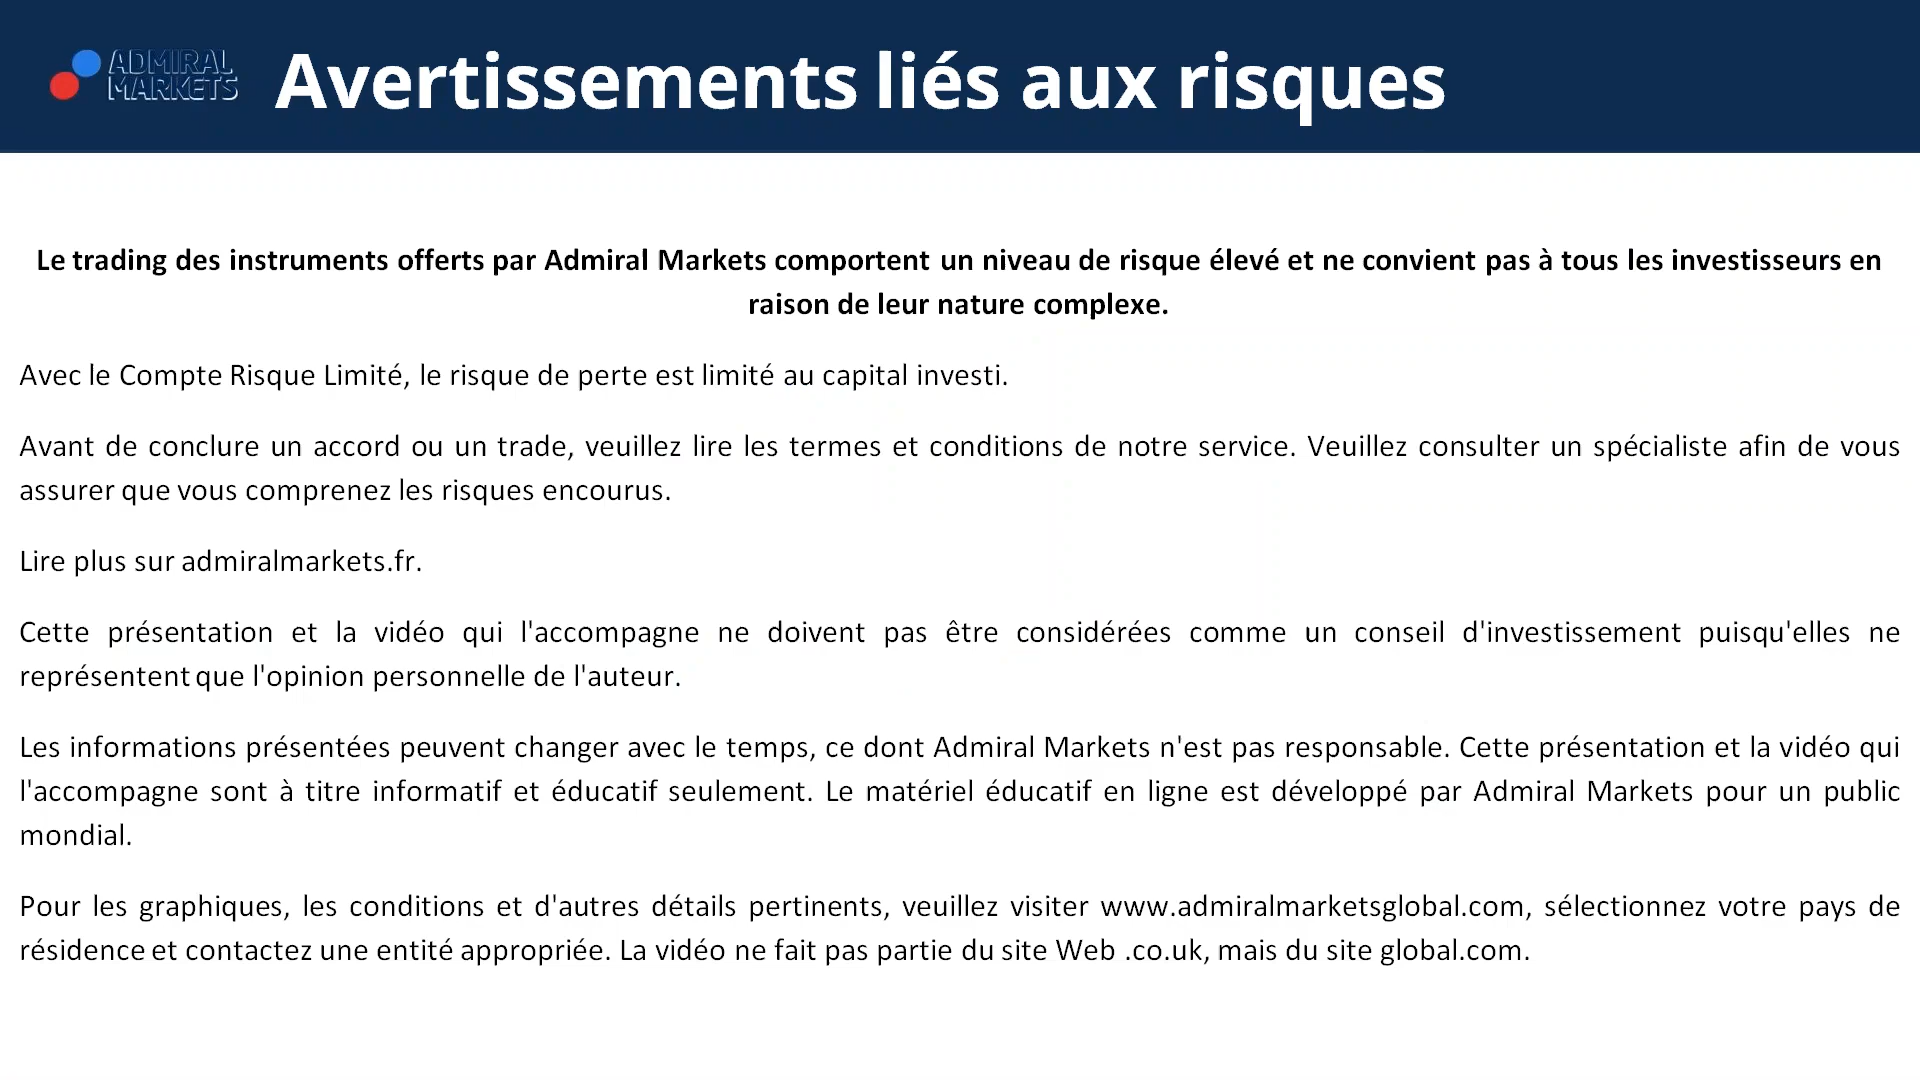 ADMIRAL
MARKETS
Avertissements liés aux risques
Le trading des instruments offerts par Admiral Markets comportent un niveau de risque élevé et ne convient pas à tous les investisseurs en
raison de leur nature complexe.
Avec le Compte Risque Limité, le risque de perte est limité au capital investi.
Avant de conclure un accord ou un trade, veuillez lire les termes et conditions de notre service. Veuillez consulter un spécialiste afin de vous
assurer que vous comprenez les risques encourus.
Lire plus sur admiralmarkets.fr.
Cette présentation et la vidéo qui l'accompagne ne doivent pas être considérées comme un conseil d'investissement puisqu'elles ne
représentent que l'opinion personnelle de l'auteur.
Les informations présentées peuvent changer avec le temps, ce dont Admiral Markets n'est pas responsable. Cette présentation et la vidéo qui
l'accompagne sont à titre informatif et éducatif seulement. Le matériel éducatif en ligne est développé par Admiral Markets pour un public
mondial.
Pour les graphiques, les conditions et d'autres détails pertinents, veuillez visiter www.admiralmarketsglobal.com, sélectionnez votre pays de
résidence et contactez une entité appropriée. La vidéo ne fait pas partie du site Web .co.uk, mais du site global.com.